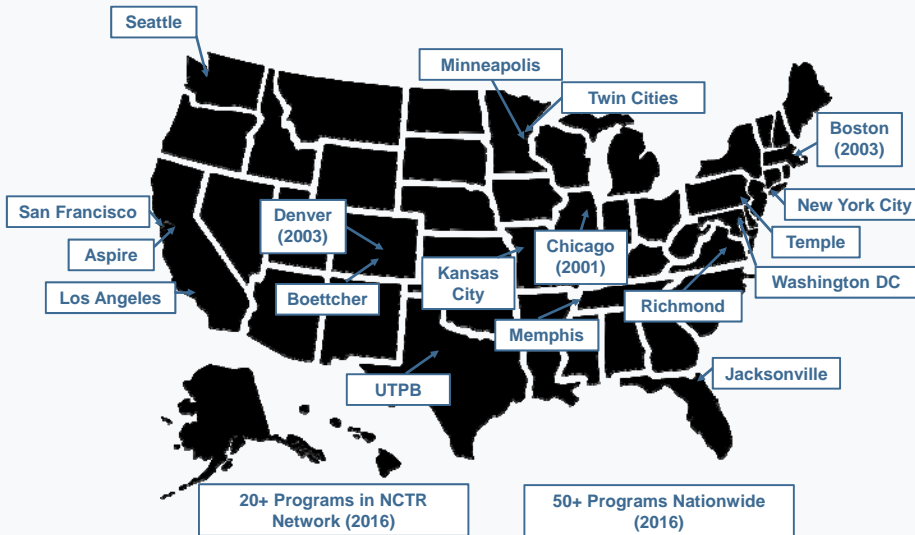 Seattle
Minneapolis
Twin Cities
Boston
(2003)
San Francisco
Denver
(2003)
New York City
Aspire
Chicago
(2001)
Temple
Kansas
City
Washington DC
Los Angeles
Boettcher
Richmond
Memphis
UTPB
Jacksonville
20+ Programs in NCTR
Network (2016)
50+ Programs Nationwide
(2016)